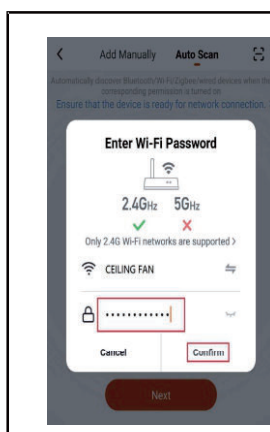 Add Manually Auto Scan
Automatically discover Bluetooth/Wi-Fi/Zigbee/wired devices when the
corresponding permission is turned on
Ensure that the device is ready for network connection.
Enter Wi-Fi Password
2.4GHz 5GHz
Only 2.4G Wi-Fi networks are supported >
CEILING FAN
Cancel Confirm
Next